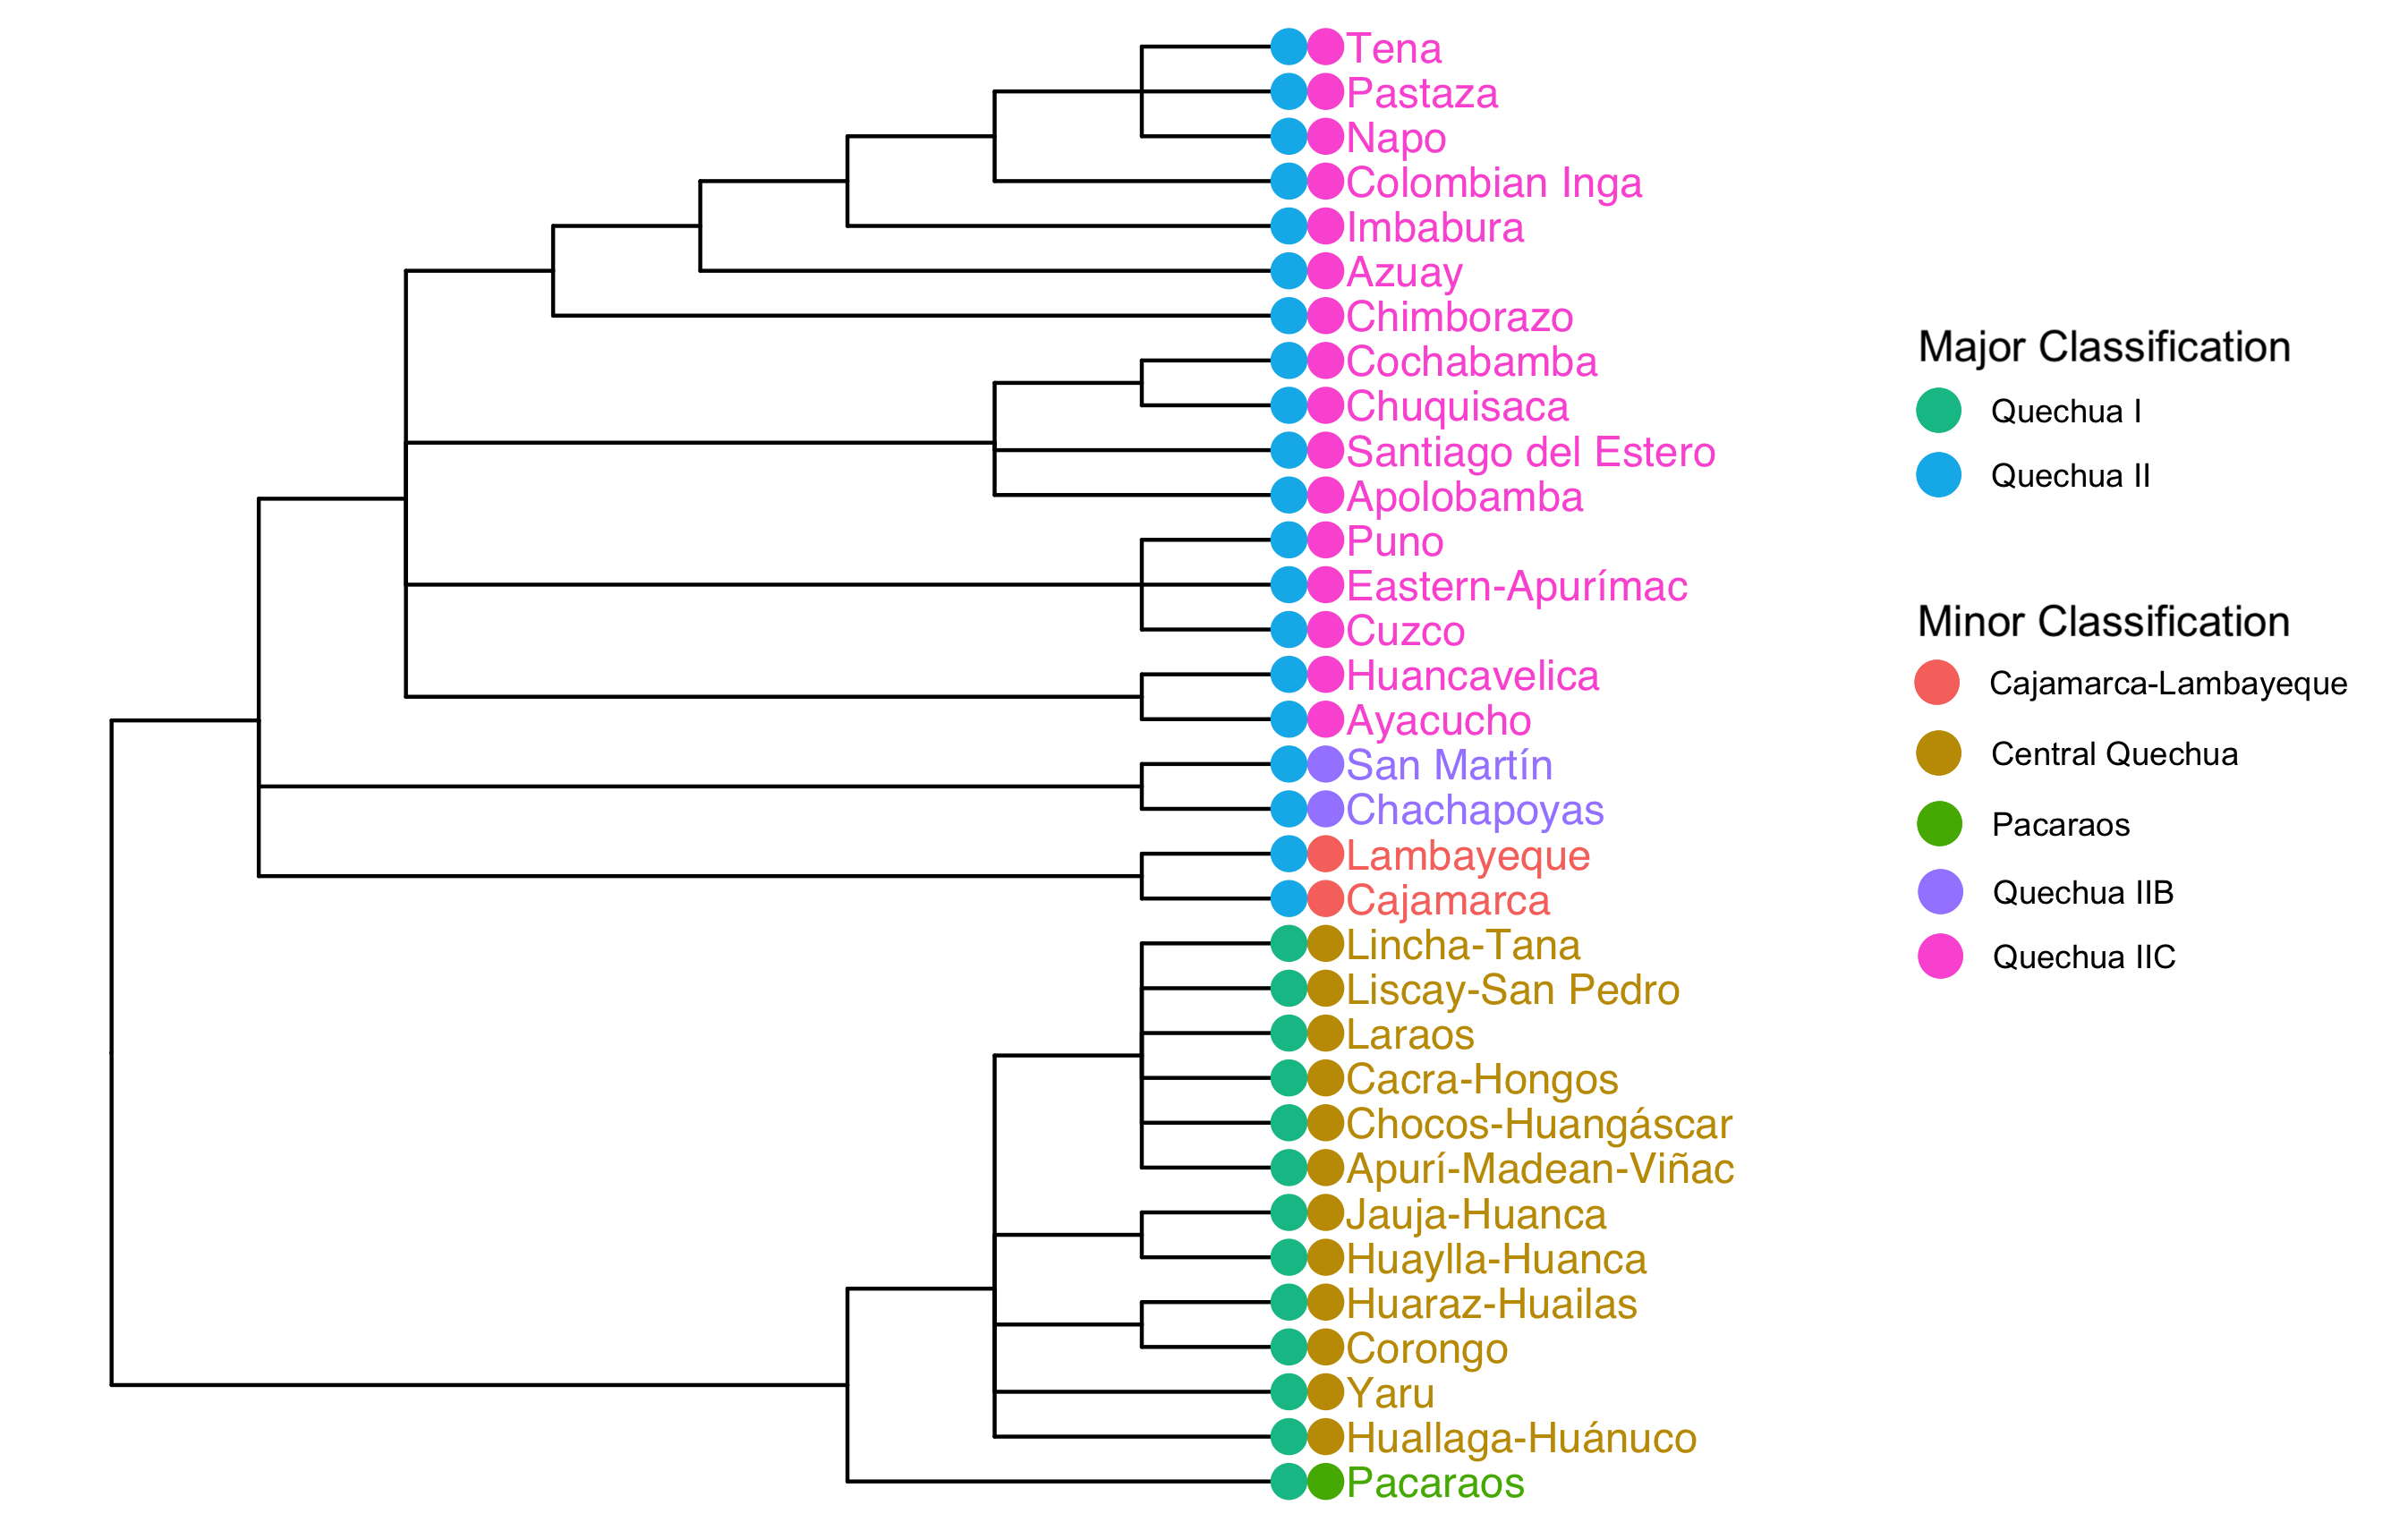 Tena
Pastaza
Napo
Colombian Inga
Imbabura
Azuay
Chimborazo
Cochabamba
Chuquisaca
Santiago del Estero
Apolobamba
Puno
Eastern-Apurímac
Cuzco
Huancavelica
Ayacucho
San Martín
Chachapoyas
Lambayeque
Cajamarca
Lincha-Tana
Liscay-San Pedro
Laraos
Cacra-Hongos
Chocos-Huangáscar
Apurí-Madean-Viñac
Jauja-Huanca
Huaylla-Huanca
Huaraz-Huailas
Corongo
Yaru
Huallaga-Huánuco
Pacaraos
Major Classification
Quechua I
Quechua II
Minor Classification
Cajamarca-Lambayeque
Central Quechua
Pacaraos
Quechua IIB
Quechua IIC